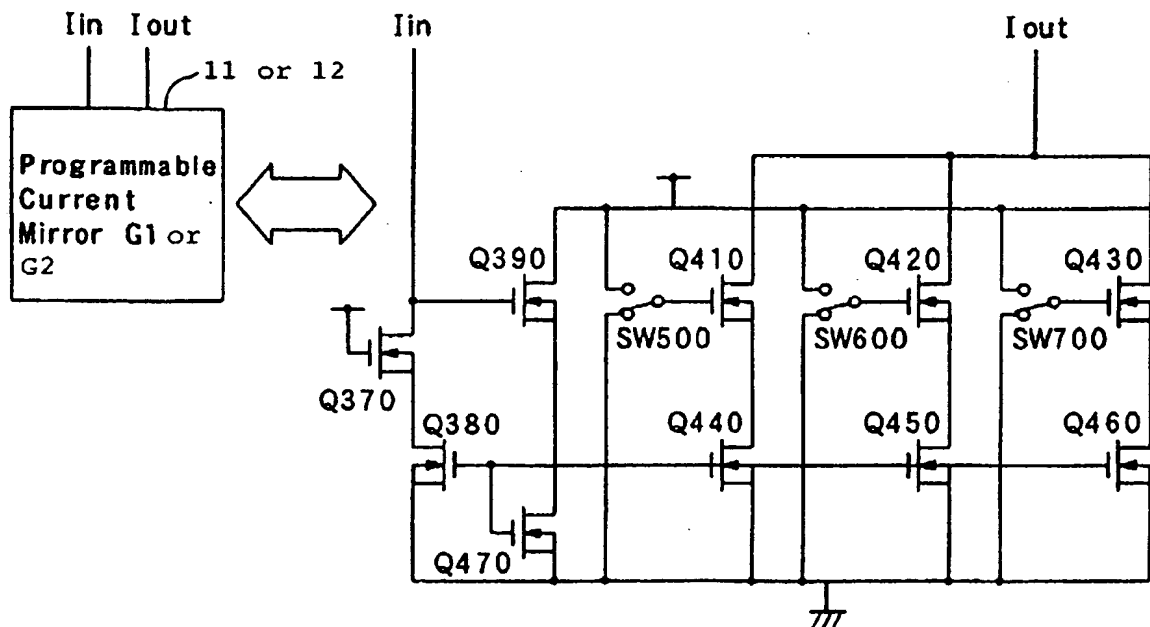 Iin Iout
11 or 12
Programmable
Current
Mirror G1 or
G2
Iin
Iout
Q390
Q410
Q420
Q430
SW500
SW600
SW700
Q370
Q380
Q440
Q450
Q460
Q470